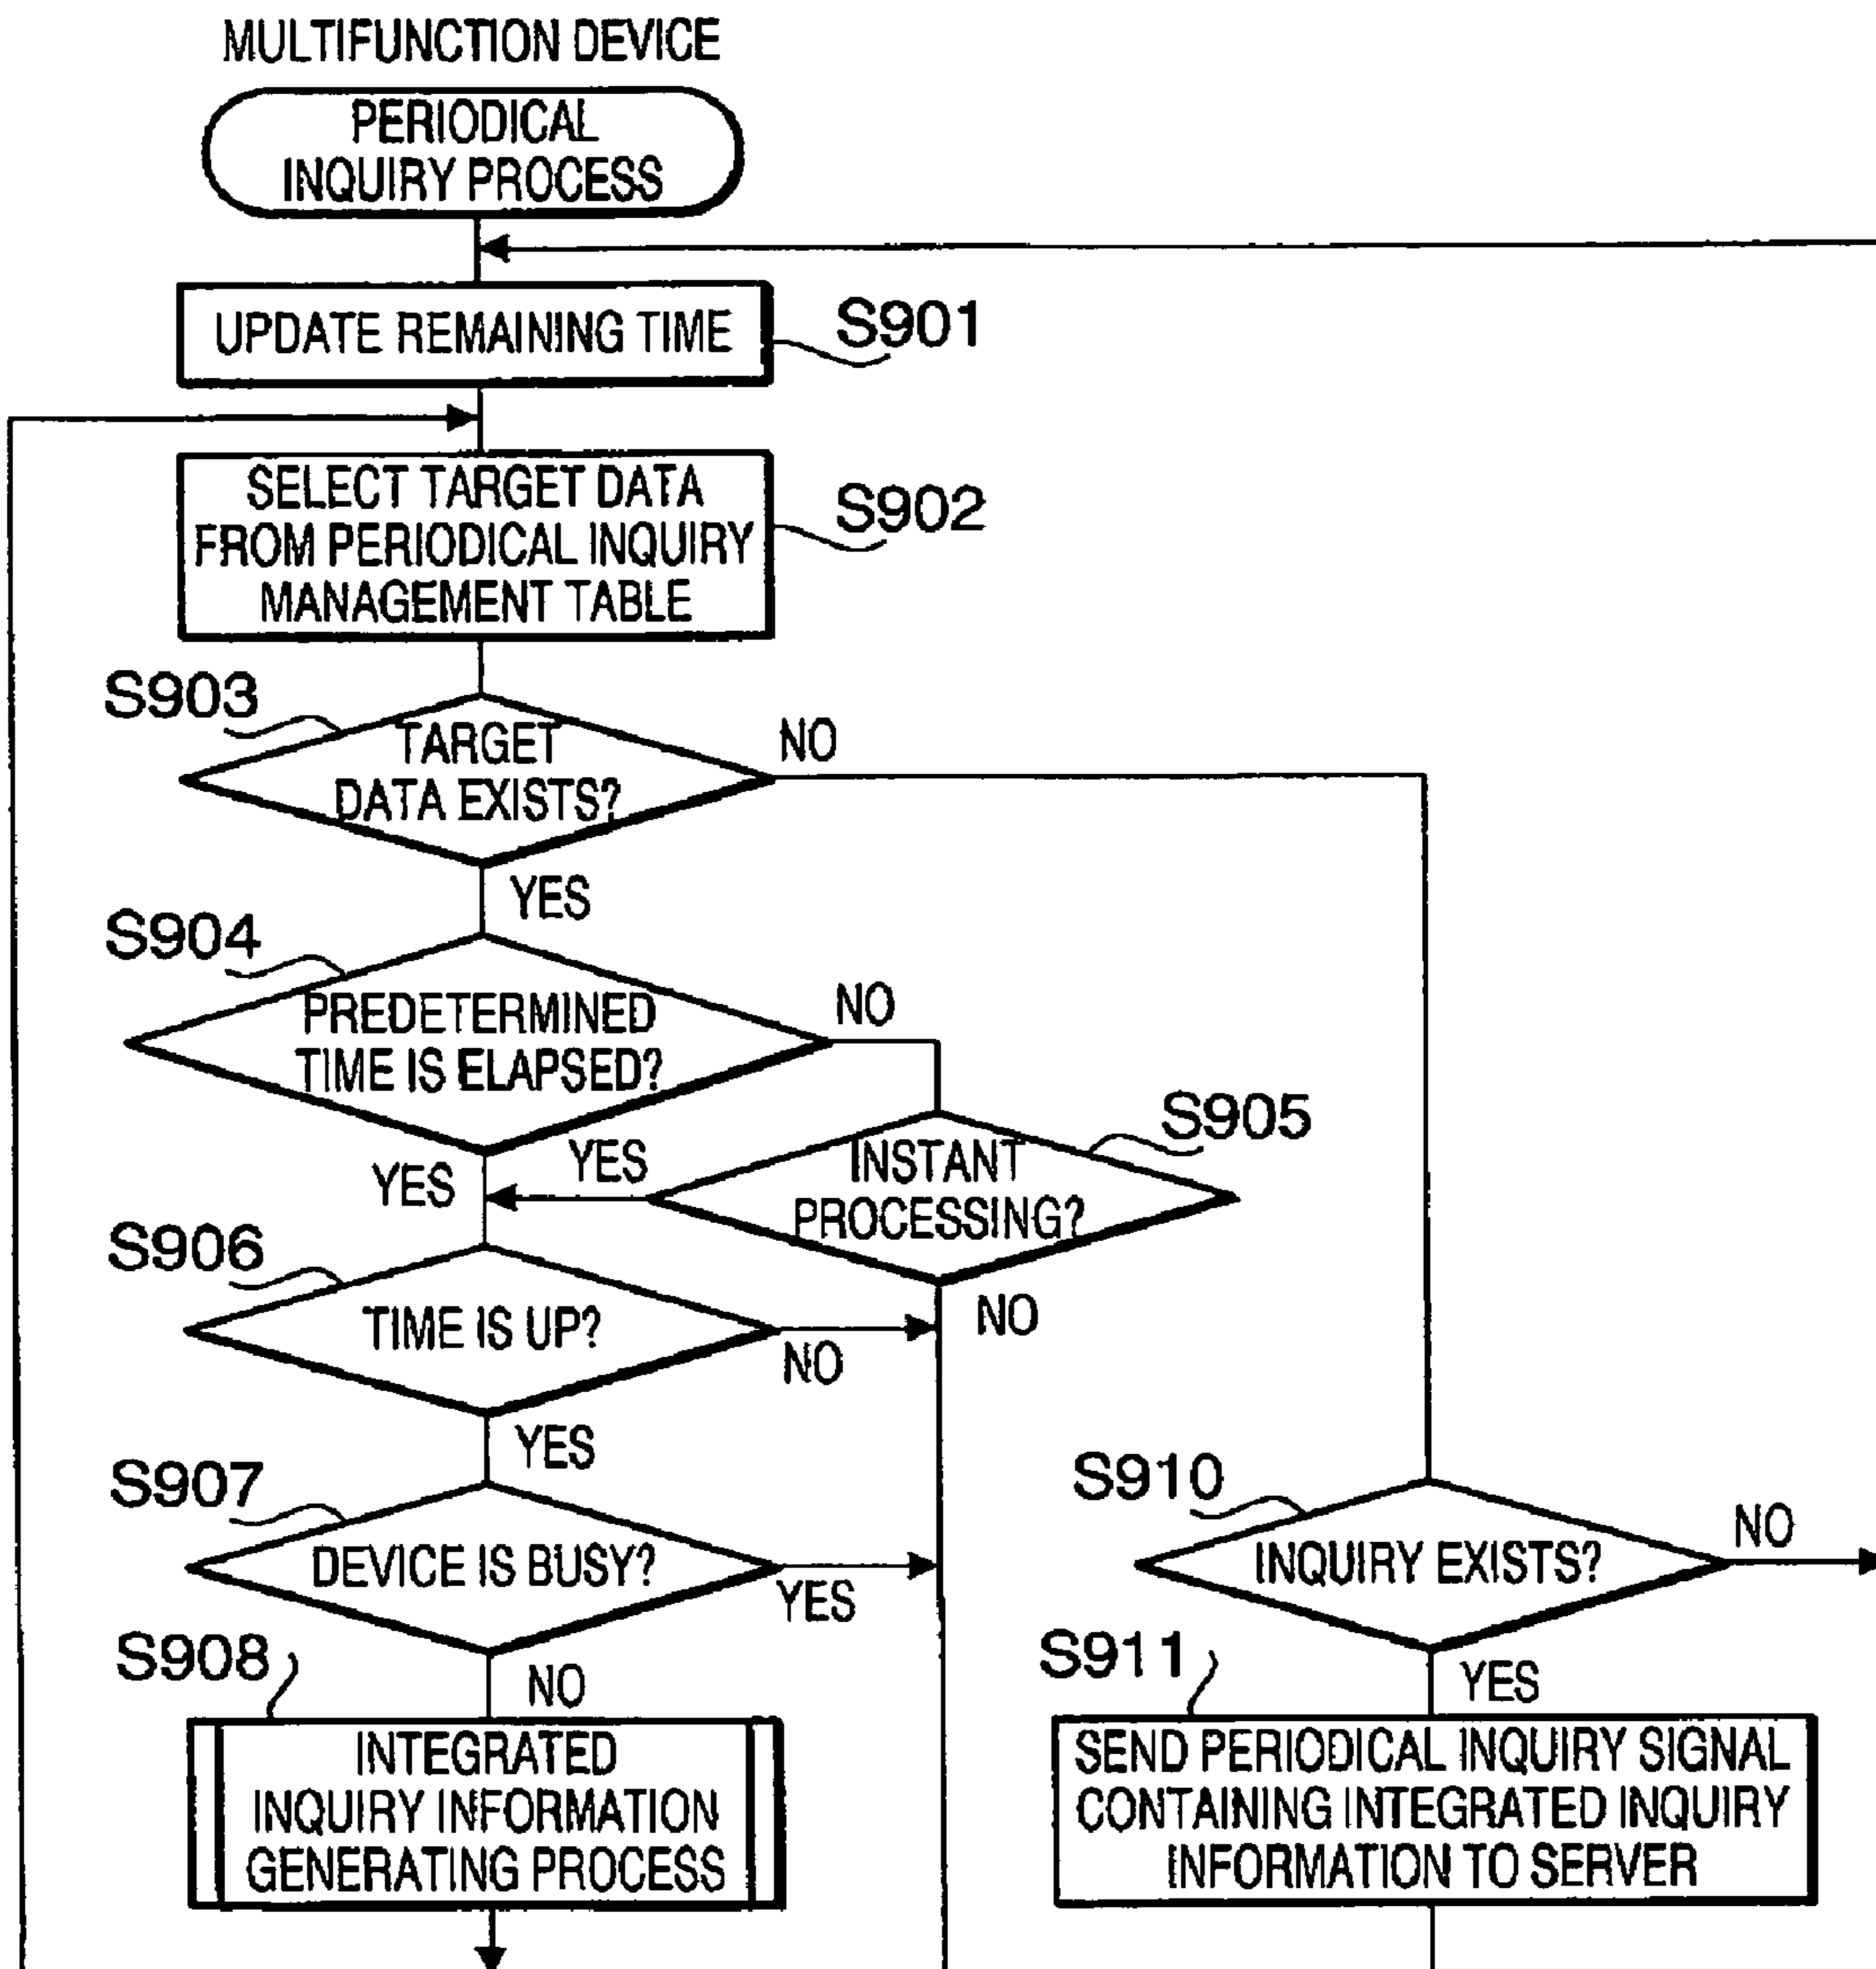 MULTIFUNCTION DEVICE
PERIODICAL
INQUIRY PROCESS
UPDATE REMAINING TIME
S901
SELECT TARGET DATA
FROM PERIODICAL INQUIRY
MANAGEMENT TABLE
S902
S903
TARGET
DATA EXISTS?
NO
YES
S904
PREDETERMINED
TIME IS ELAPSED?
NO
YES
S905
INSTANT
PROCESSING?
YES
NO
S906
TIME IS UP?
NO
YES
S907
DEVICE IS BUSY?
YES
NO
S908
INTEGRATED
INQUIRY INFORMATION
GENERATING PROCESS
S910
INQUIRY EXISTS?
NO
YES
S911
SEND PERIODICAL INQUIRY SIGNAL
CONTAINING INTEGRATED INQUIRY
INFORMATION TO SERVER